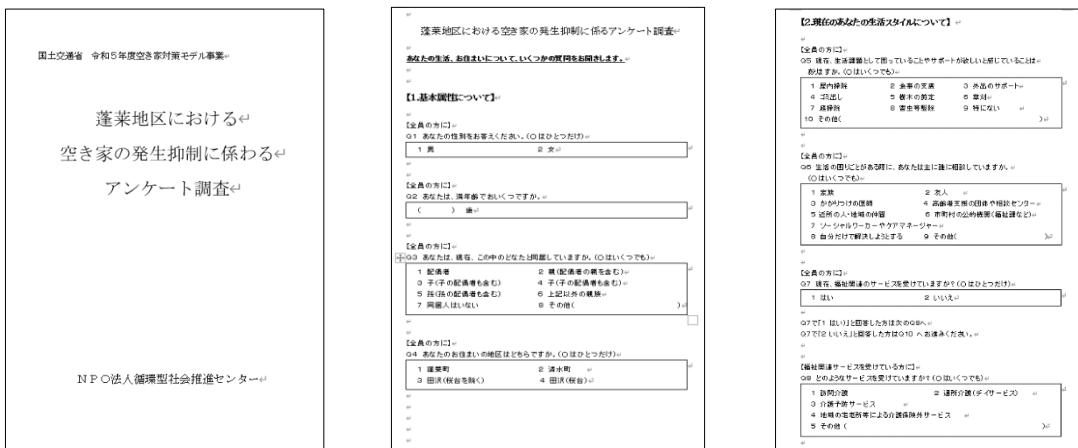 国土交通省　令和5年度空き家対策モデル事業
蓬莱地区における
空き家の発生抑制に係わる
アンケート調査
NPO法人循環型社会推進センター
蓬莱地区における空き家の発生抑制に係るアンケート調査
あなたの生活、お住まいについて、いくつかの質問をお聞きします。
【1.基本属性について】
【全員の方に】
Q1 あなたの性別をお答えください。(○はひとつだけ)
1 男　2 女
【全員の方に】
Q2 あなたは、満年齢でおいくつですか。
(　　) 歳
【全員の方に】
Q3 あなたは、現在、この中のどなたと同居していますか。(○はいくつでも)
1 配偶者　2 親(配偶者の親を含む)
3 子(子の配偶者も含む)　4 子(子の配偶者も含む)
5 孫(孫の配偶者も含む)　6 上記以外の親族
7 同居人はいない　8 その他(　　)
【全員の方に】
Q4 あなたのお住まいの地区はどちらですか。(○はひとつだけ)
1 蓬莱町　2 清水町
3 田沢(桜台を除く)　4 田沢(桜台)
【2.現在のあなたの生活スタイルについて】
【全員の方に】
Q5 現在、生活課題として困っていることやサポートが欲しいと感じていることは
ありますか。(○はいくつでも)
1 屋内掃除　2 食事の支度　3 外出のサポート
4 ゴミ出し　5 樹木の剪定　6 草刈
7 庭掃除　8 害虫等駆除　9 特にない
10 その他(　　)
【全員の方に】
Q6 生活の困りごとがある際に、あなたは主に誰に相談していますか。
(○はいくつでも)
1 家族　2 友人
3 かかりつけの医師　4 高齢者支援の団体や相談センター
5 近所の人・地域の仲間　6 市町村の公的機関(福祉課など)
7 ソーシャルワーカーやケアマネージャー
8 自分だけで解決しようとする　9 その他(　　)
【全員の方に】
Q7 現在、福祉関連のサービスを受けていますか?(○はひとつだけ)
1 はい　2 いいえ
Q7で「1 はい」と回答した方は次のQ8へ
Q7で「2 いいえ」と回答した方はQ10 へお進みください。
【福祉関連サービスを受けている方に】
Q8 どのようなサービスを受けていますか?(○はいくつでも)
1 訪問介護　2 通所介護(デイサービス)
3 介護予防サービス
4 地域の宅老所等による介護保険外サービス
5 その他 (　　)